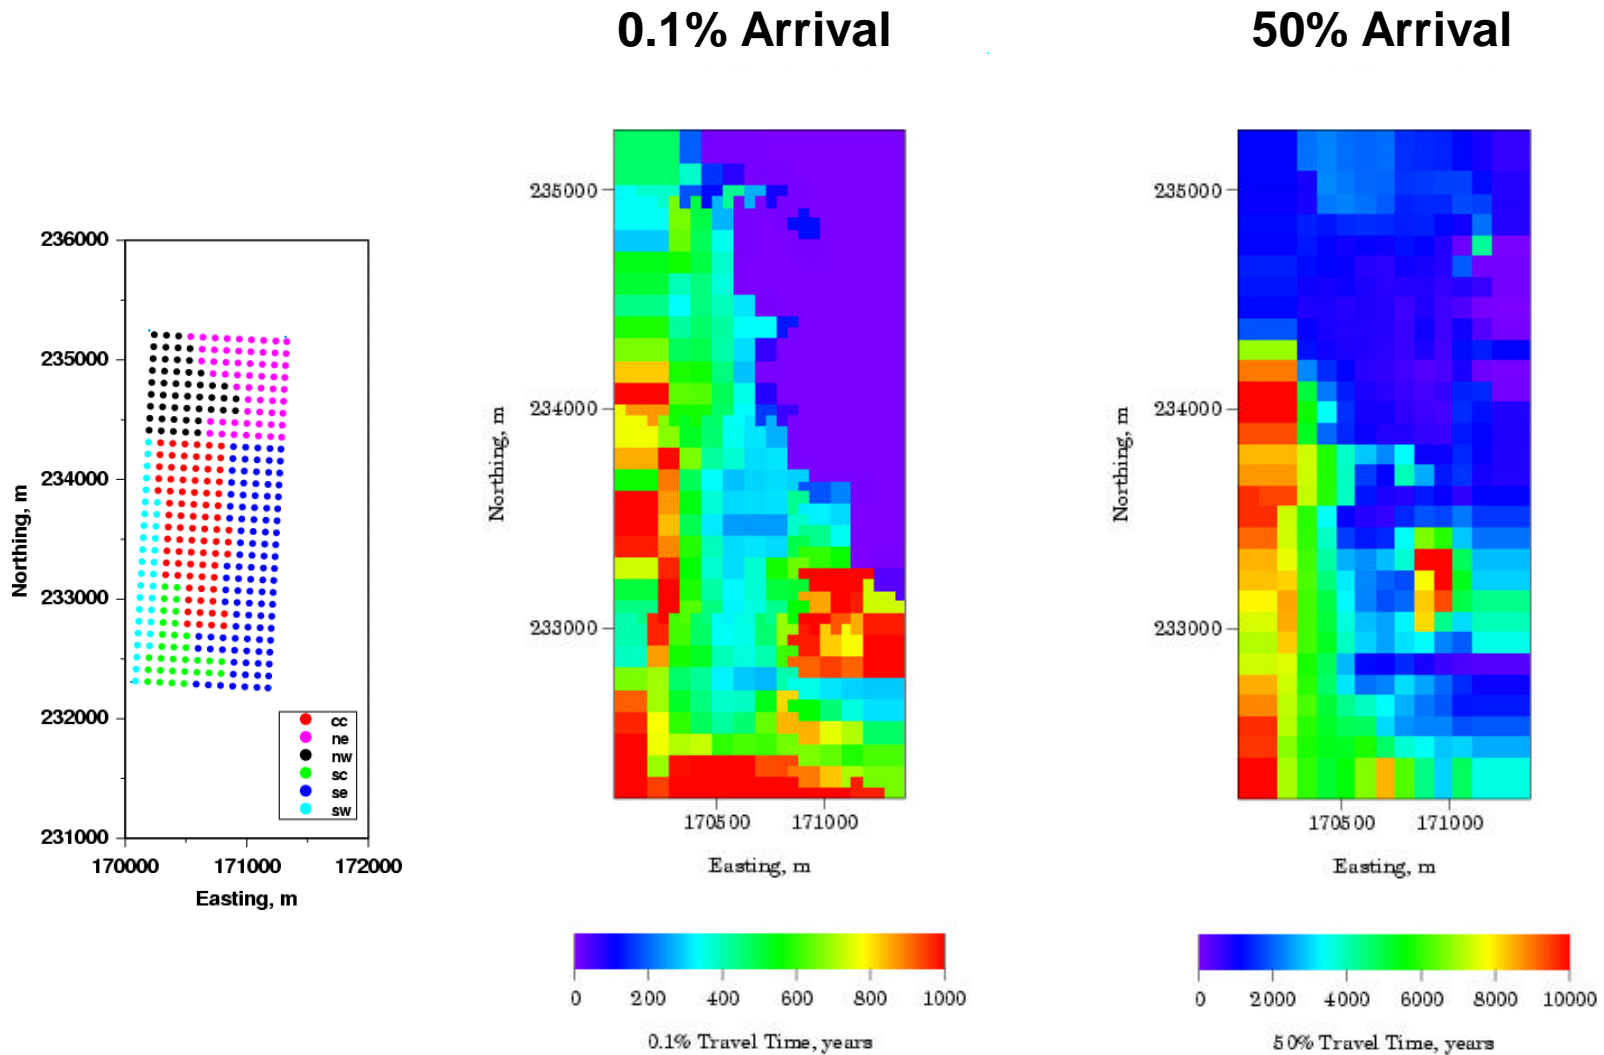 0.1% Arrival
50% Arrival
236000
235000
234000
233000
232000
231000
170000 171000 172000
Easting, m
Northing, m
cc
ne
nw
sc
se
sw
235000
234000
233000
170500 171000
Easting, m
Northing, m
0 200 400 600 800 1000
0.1% Travel Time, years
235000
234000
233000
170500 171000
Easting, m
Northing, m
0 2000 4000 6000 8000 10000
50% Travel Time, years